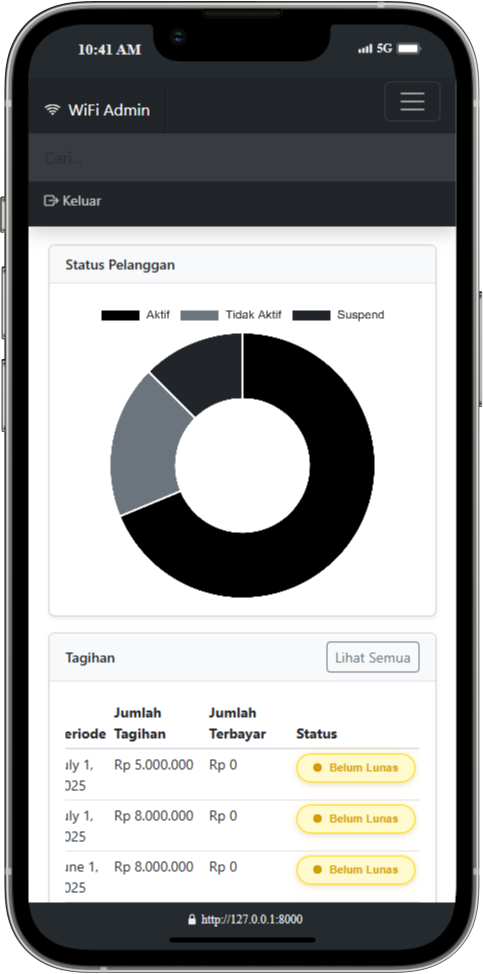 10:41 AM 5G
WiFi Admin
Cari...
Keluar
Status Pelanggan
Aktif Tidak Aktif Suspend
Tagihan Lihat Semua
Jumlah Jumlah
eriode Tagihan Terbayar Status
uly 1, Rp 5.000.000 Rp 0 Belum Lunas
025
uly 1, Rp 8.000.000 Rp 0 Belum Lunas
025
une 1, Rp 8.000.000 Rp 0 Belum Lunas
025
http://127.0.0.1:8000